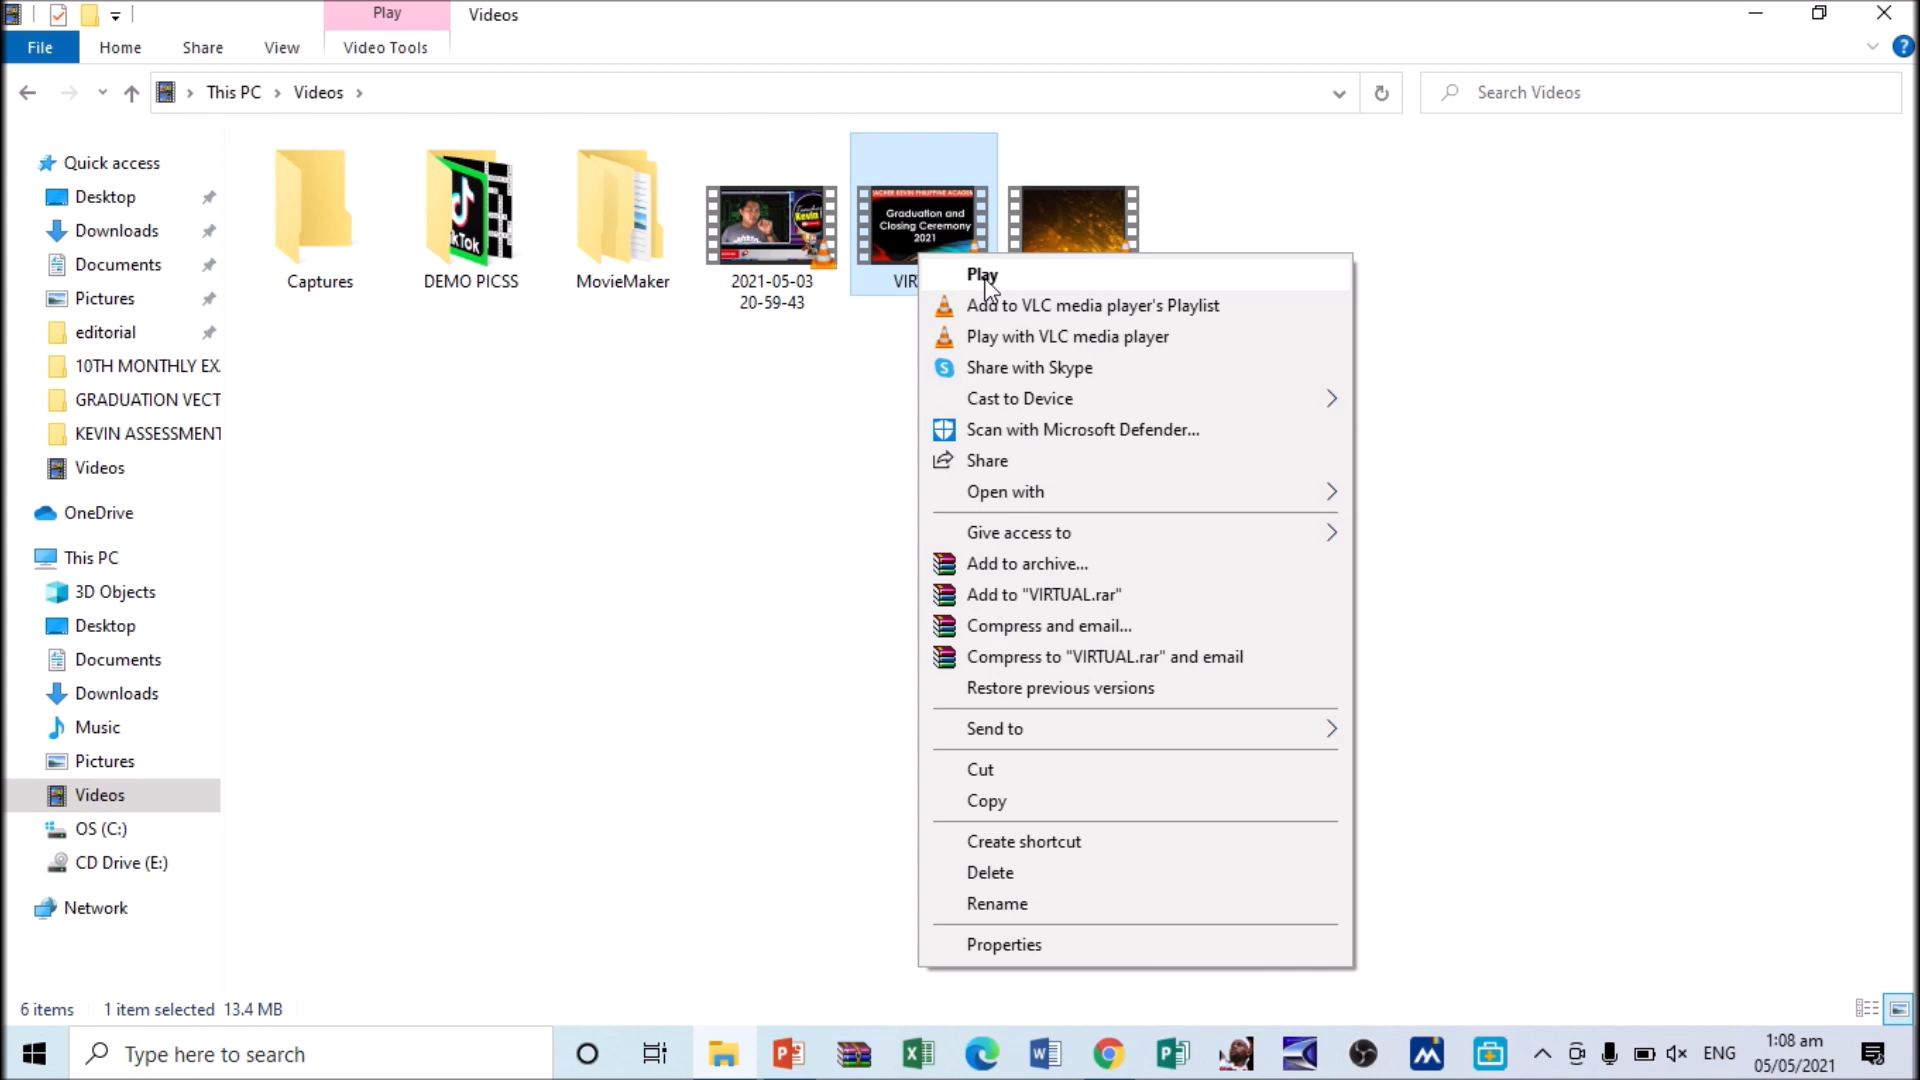 Play
Videos
File
Home
Share
View
Video Tools
This PC
Videos
Search Videos
Quick access
Desktop
Downloads
Documents
Pictures
editorial
10TH MONTHLY EX
GRADUATION VECT
KEVIN ASSESSMENT
Videos
OneDrive
This PC
3D Objects
Desktop
Documents
Downloads
Music
Pictures
Videos
OS (C:)
CD Drive (E:)
Network
TikTok
Teacher
Kevin
ACHER KEVIN PHILIPPINE ACADEM
Graduation and
Closing Ceremony
2021
Captures
DEMO PICSS
MovieMaker
2021-05-03
20-59-43
VIR
Play
Add to VLC media player's Playlist
Play with VLC media player
Share with Skype
Cast to Device
Scan with Microsoft Defender...
Share
Open with
Give access to
Add to archive...
Add to "VIRTUAL.rar"
Compress and email...
Compress to "VIRTUAL.rar" and email
Restore previous versions
Send to
Cut
Copy
Create shortcut
Delete
Rename
Properties
6 items
1 item selected 13.4 MB
Type here to search
ENG
1:08 am
05/05/2021